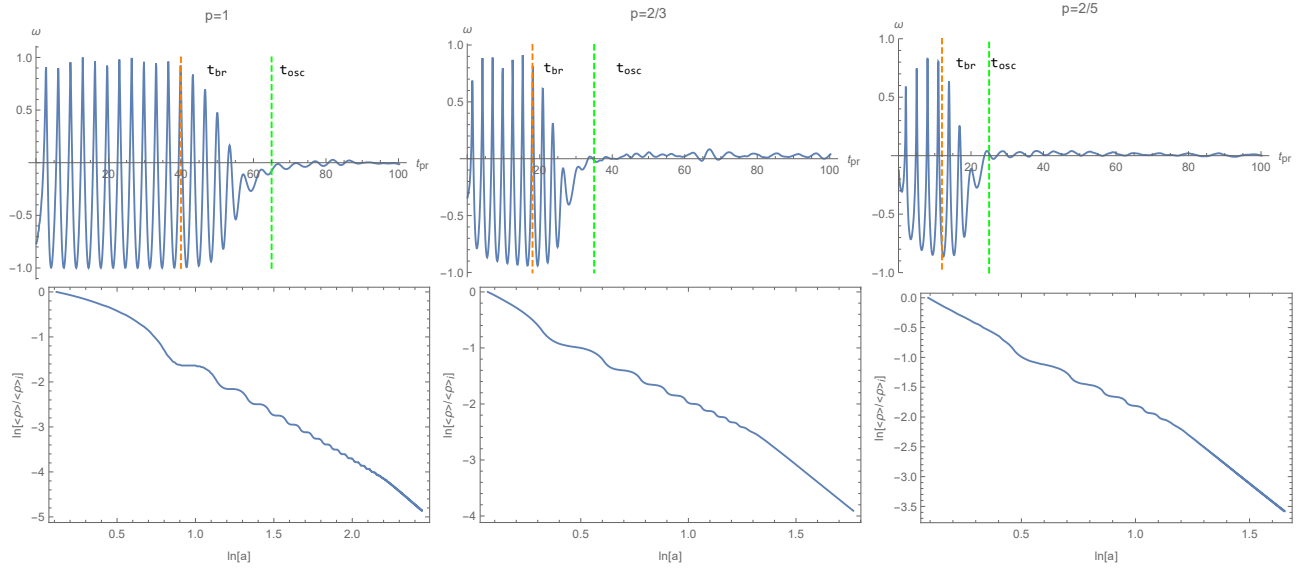 p=1
ω
1.0
0.5
-0.5
-1.0
20
40
60
80
100
t_br
t_osc
t_pr
p=2/3
ω
1.0
0.5
-0.5
-1.0
20
40
60
80
100
t_br
t_osc
t_pr
p=2/5
ω
1.0
0.5
-0.5
-1.0
20
40
60
80
100
t_br
t_osc
t_pr
ln[<ρ>/<ρ>_i]
0
-1
-2
-3
-4
-5
0.5
1.0
1.5
2.0
ln[a]
ln[<ρ>/<ρ>_i]
0
-1
-2
-3
-4
0.5
1.0
1.5
ln[a]
ln[<ρ>/<ρ>_i]
0.0
-0.5
-1.0
-1.5
-2.0
-2.5
-3.0
-3.5
0.5
1.0
1.5
ln[a]